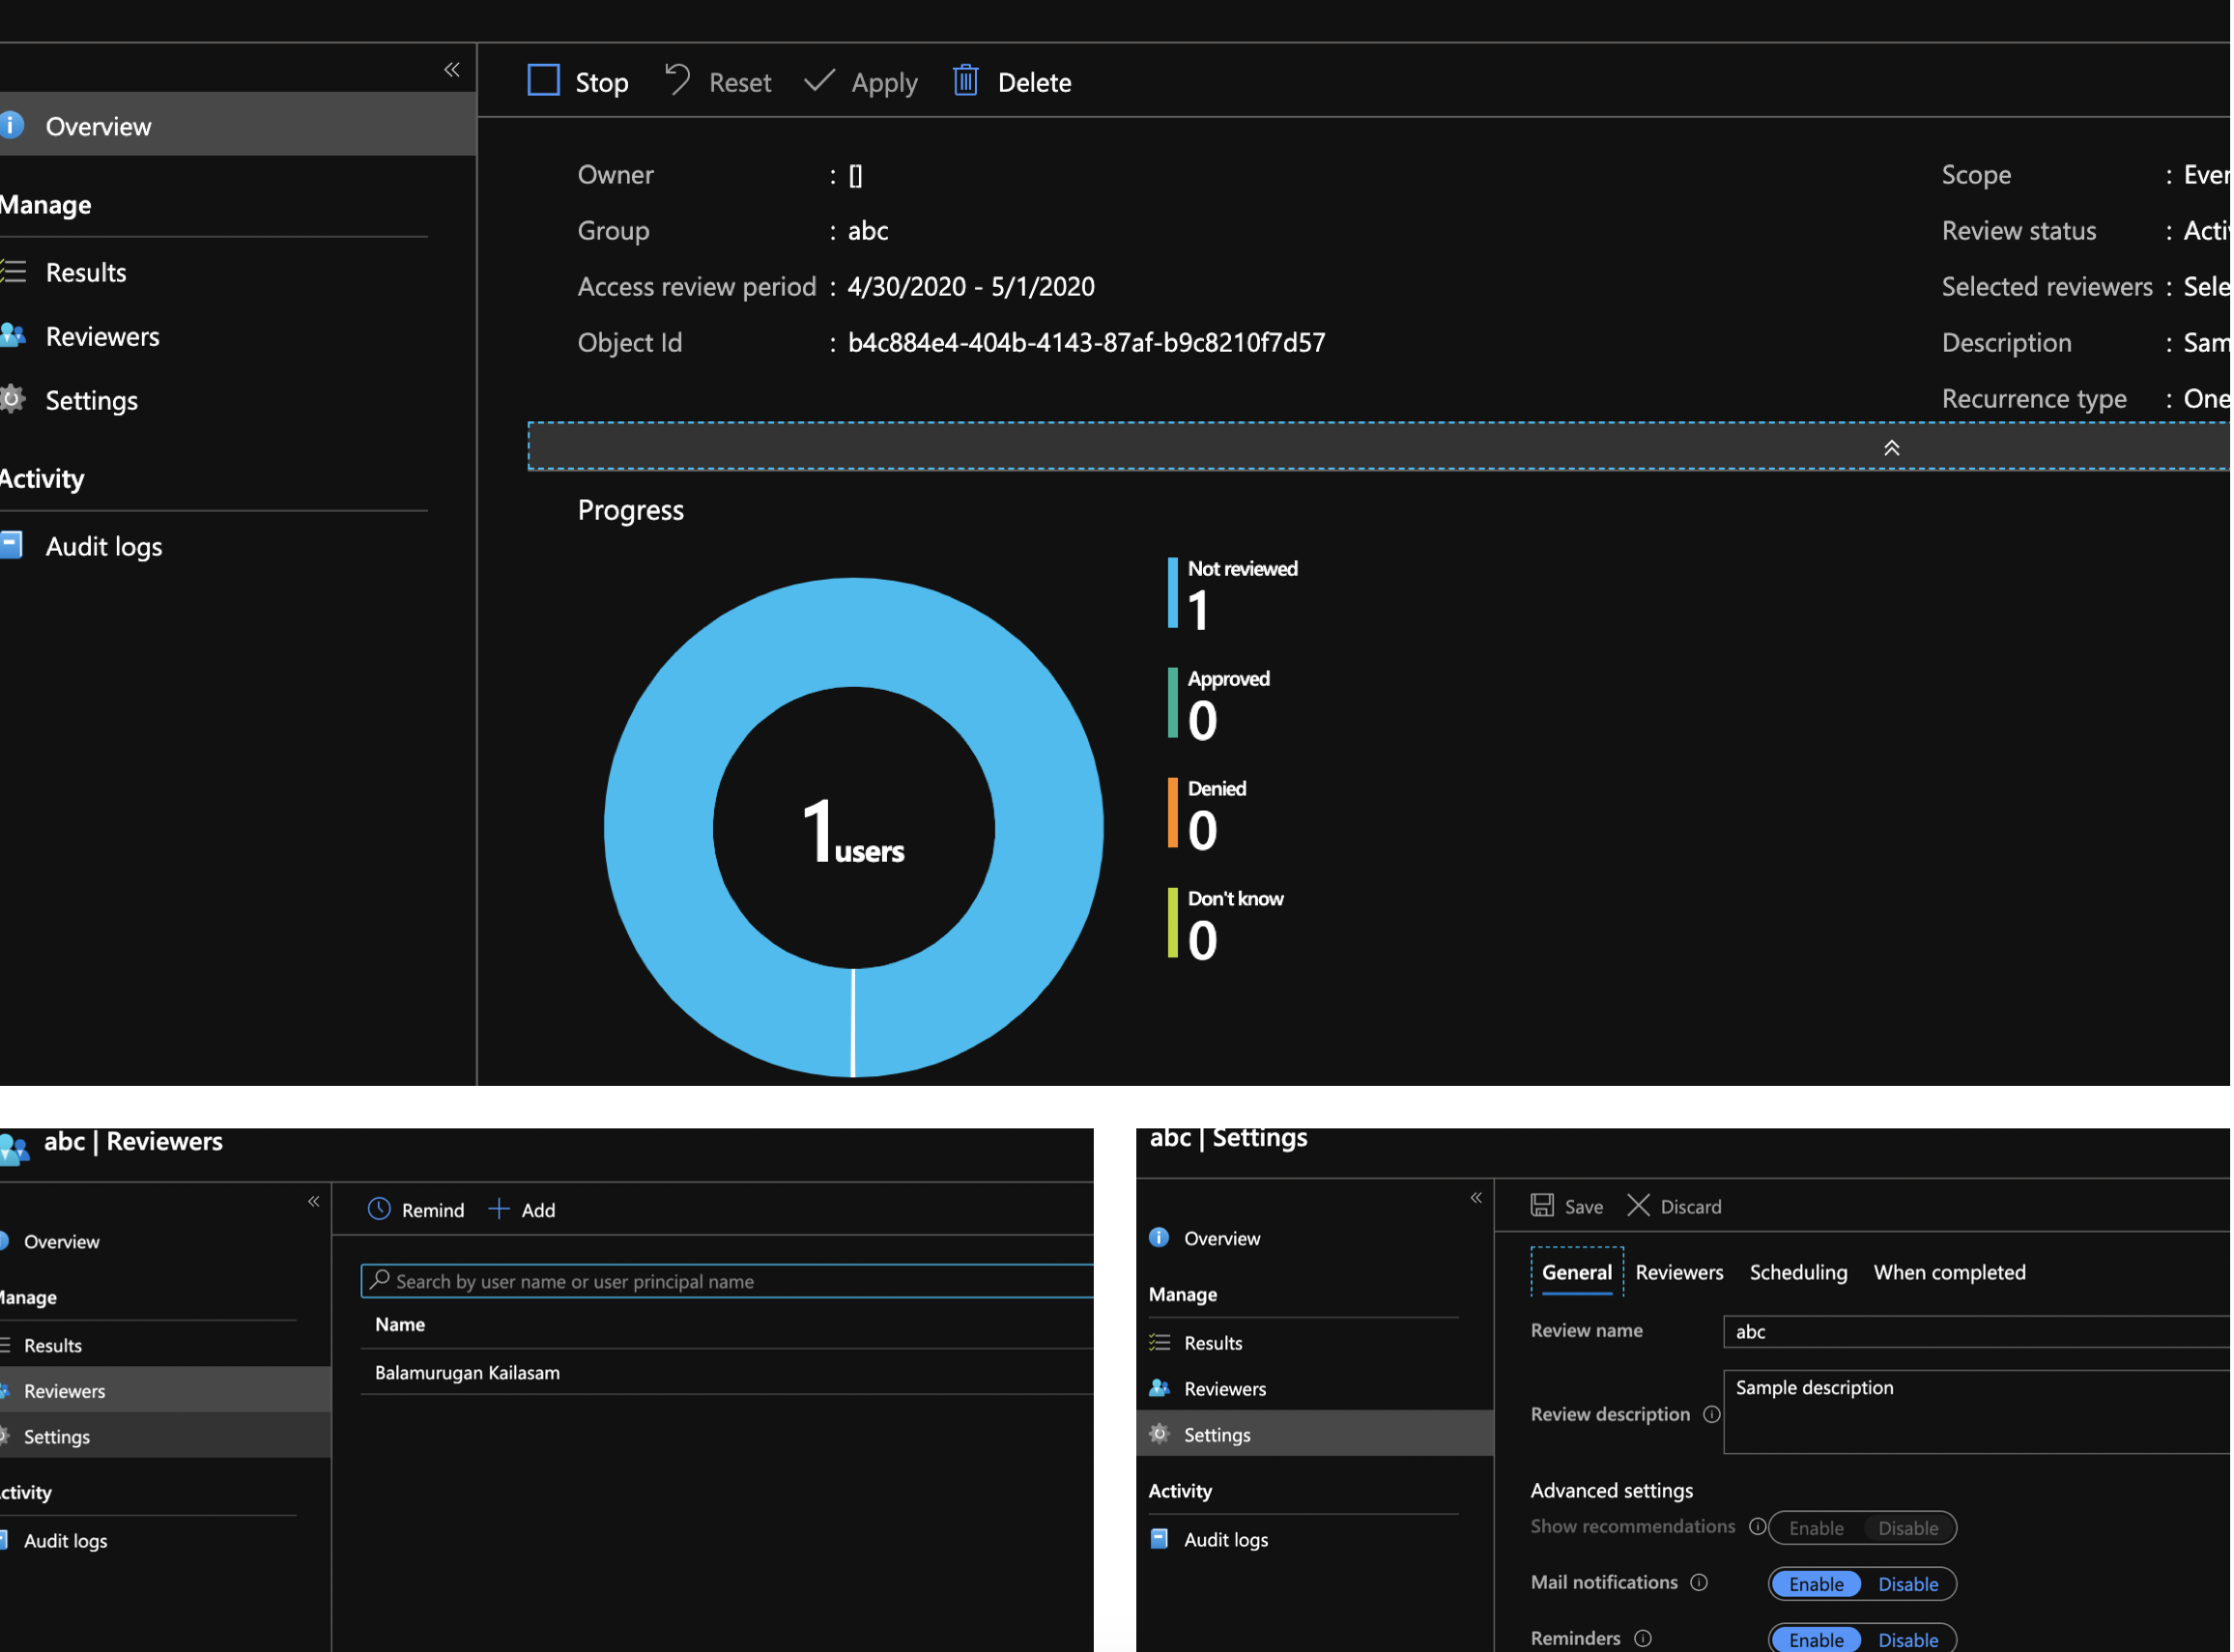 Stop Reset Apply Delete
Overview
Manage
Results
Reviewers
Settings
Activity
Audit logs
Owner : []
Group : abc
Access review period : 4/30/2020 - 5/1/2020
Object Id : b4c884e4-404b-4143-87af-b9c8210f7d57
Scope :
Review status :
Selected reviewers :
Description :
Recurrence type :
Progress
1 users
Not reviewed
1
Approved
0
Denied
0
Don't know
0
abc | Reviewers
Overview
Manage
Results
Reviewers
Settings
Activity
Audit logs
Remind Add
Search by user name or user principal name
Name
Balamurugan Kailasam
abc | Settings
Overview
Manage
Results
Reviewers
Settings
Activity
Audit logs
Save Discard
General Reviewers Scheduling When completed
Review name abc
Review description Sample description
Advanced settings
Show recommendations Enable Disable
Mail notifications Enable Disable
Reminders Enable Disable